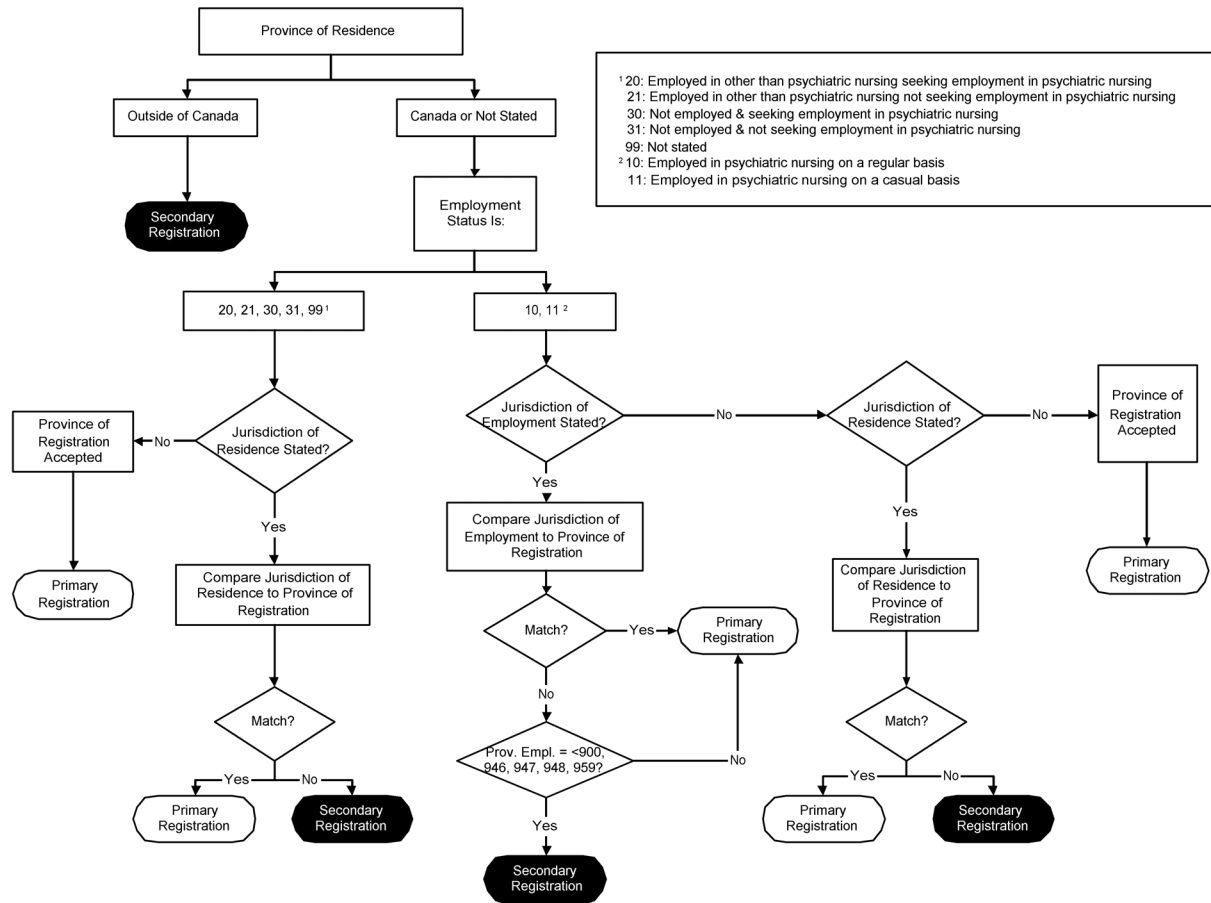 Province of Residence
¹ 20: Employed in other than psychiatric nursing seeking employment in psychiatric nursing
21: Employed in other than psychiatric nursing not seeking employment in psychiatric nursing
30: Not employed & seeking employment in psychiatric nursing
31: Not employed & not seeking employment in psychiatric nursing
99: Not stated
² 10: Employed in psychiatric nursing on a regular basis
11: Employed in psychiatric nursing on a casual basis
Outside of Canada
Canada or Not Stated
Secondary
Registration
Employment
Status Is:
20, 21, 30, 31, 99 ¹
10, 11 ²
Province of
Registration
Accepted
No
Jurisdiction of
Residence Stated?
Jurisdiction of
Employment Stated?
No
Jurisdiction of
Residence Stated?
No
Province of
Registration
Accepted
Yes
Yes
Yes
Primary
Registration
Compare Jurisdiction of
Residence to Province of
Registration
Compare Jurisdiction of
Employment to Province of
Registration
Compare Jurisdiction
of Residence to
Province of
Registration
Primary
Registration
Match?
Yes
Primary
Registration
No
Match?
Prov. Empl. = <900,
946, 947, 948, 959?
No
Match?
Yes
No
Yes
Yes
No
Primary
Registration
Secondary
Registration
Secondary
Registration
Primary
Registration
Secondary
Registration